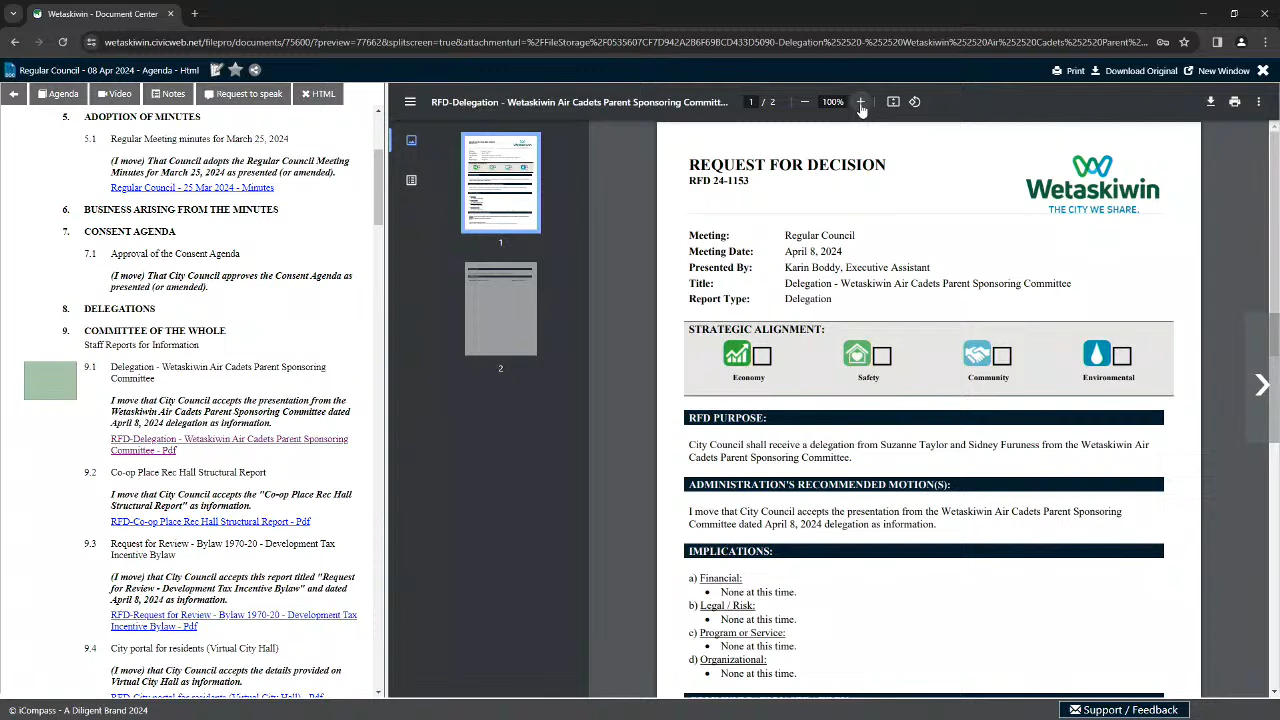 Wetaskiwin - Document Center
wetaskiwin.civicweb.net/filepro/documents/75600/?preview=77662&splitscreen=true&attachmenturl=%2FFileStorage%2F0535607CF7D942A2B6F69BCD433D5090-Delegation%252520-%252520Wetaskiwin%252520Air%252520Cadets%252520Parent%2...
Regular Council - 08 Apr 2024 - Agenda - Html
Print
Download Original
New Window
Agenda
Video
Notes
Request to speak
HTML
5. ADOPTION OF MINUTES
5.1 Regular Meeting minutes for March 25, 2024
(I move) That Council adopts the Regular Council Meeting
Minutes for March 25, 2024 as presented (or amended).
Regular Council - 25 Mar 2024 - Minutes
6. BUSINESS ARISING FROM THE MINUTES
7. CONSENT AGENDA
7.1 Approval of the Consent Agenda
(I move) That City Council approves the Consent Agenda as
presented (or amended).
8. DELEGATIONS
9. COMMITTEE OF THE WHOLE
Staff Reports for Information
9.1 Delegation - Wetaskiwin Air Cadets Parent Sponsoring
Committee
I move that City Council accepts the presentation from the
Wetaskiwin Air Cadets Parent Sponsoring Committee dated
April 8, 2024 delegation as information.
RFD-Delegation - Wetaskiwin Air Cadets Parent Sponsoring
Committee - Pdf
9.2 Co-op Place Rec Hall Structural Report
I move that City Council accepts the "Co-op Place Rec Hall
Structural Report" as information.
RFD-Co-op Place Rec Hall Structural Report - Pdf
9.3 Request for Review - Bylaw 1970-20 - Development Tax
Incentive Bylaw
(I move) that City Council accepts this report titled "Request
for Review - Development Tax Incentive Bylaw" and dated
April 8, 2024 as information.
RFD-Request for Review - Bylaw 1970-20 - Development Tax
Incentive Bylaw - Pdf
9.4 City portal for residents (Virtual City Hall)
(I move) that City Council accepts the details provided on
Virtual City Hall as information.
RFD-City portal for residents (Virtual City Hall) - Pdf
RFD-Delegation - Wetaskiwin Air Cadets Parent Sponsoring Committ...
1 / 2
100%
1
2
REQUEST FOR DECISION
RFD 24-1153
Wetaskiwin
THE CITY WE SHARE.
Meeting: Regular Council
Meeting Date: April 8, 2024
Presented By: Karin Boddy, Executive Assistant
Title: Delegation - Wetaskiwin Air Cadets Parent Sponsoring Committee
Report Type: Delegation
STRATEGIC ALIGNMENT:
Economy
Safety
Community
Environmental
RFD PURPOSE:
City Council shall receive a delegation from Suzanne Taylor and Sidney Furuness from the Wetaskiwin Air
Cadets Parent Sponsoring Committee.
ADMINISTRATION'S RECOMMENDED MOTION(S):
I move that City Council accepts the presentation from the Wetaskiwin Air Cadets Parent Sponsoring
Committee dated April 8, 2024 delegation as information.
IMPLICATIONS:
a) Financial:
• None at this time.
b) Legal / Risk:
• None at this time.
c) Program or Service:
• None at this time.
d) Organizational:
• None at this time.
© iCompass - A Diligent Brand 2024
Support / Feedback